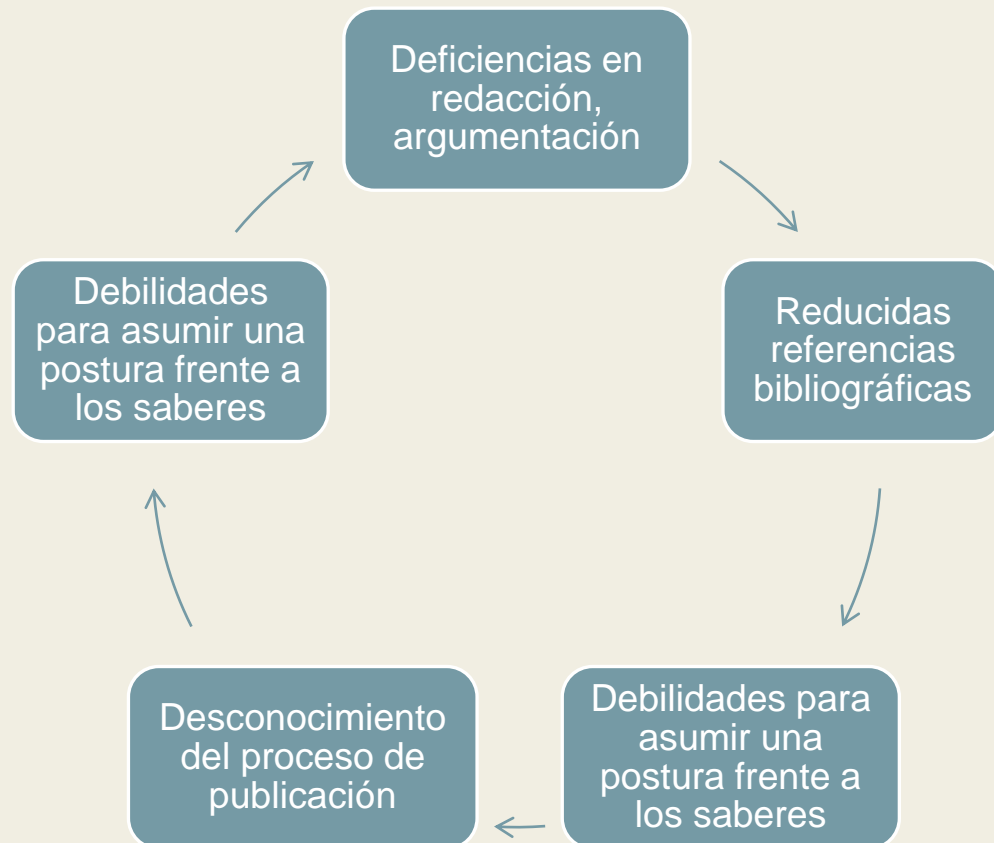 Deficiencias en
redacción,
argumentación
Reducidas
referencias
bibliográficas
Debilidades para
asumir una
postura frente a
los saberes
Desconocimiento
del proceso de
publicación
Debilidades
para asumir una
postura frente a
los saberes